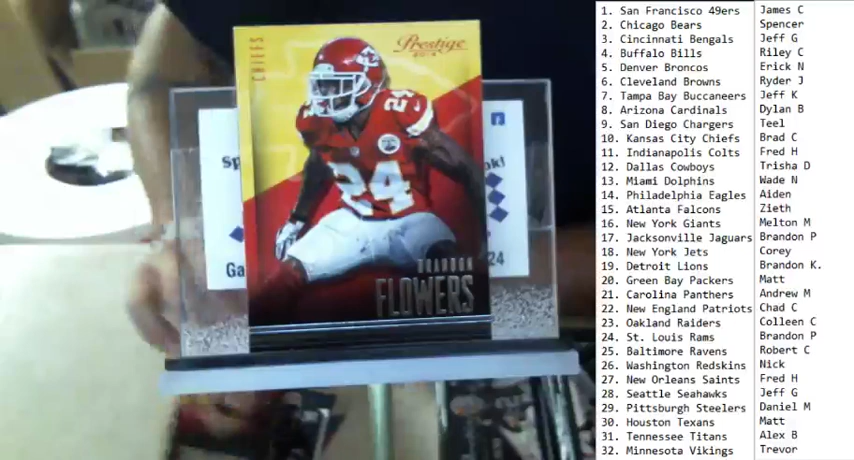 CHIEFS
Prestige
2014
24
24
BRANDON
FLOWERS
Sp
ok!
Ga
24
1. San Francisco 49ers James C
2. Chicago Bears Spencer
3. Cincinnati Bengals Jeff G
4. Buffalo Bills Riley C
5. Denver Broncos Erick N
6. Cleveland Browns Ryder J
7. Tampa Bay Buccaneers Jeff K
8. Arizona Cardinals Dylan B
9. San Diego Chargers Teel
10. Kansas City Chiefs Brad C
11. Indianapolis Colts Fred H
12. Dallas Cowboys Trisha D
13. Miami Dolphins Wade N
14. Philadelphia Eagles Aiden
15. Atlanta Falcons Zieth
16. New York Giants Melton M
17. Jacksonville Jaguars Brandon P
18. New York Jets Corey
19. Detroit Lions Brandon K.
20. Green Bay Packers Matt
21. Carolina Panthers Andrew M
22. New England Patriots Chad C
23. Oakland Raiders Colleen C
24. St. Louis Rams Brandon P
25. Baltimore Ravens Robert C
26. Washington Redskins Nick
27. New Orleans Saints Fred H
28. Seattle Seahawks Jeff G
29. Pittsburgh Steelers Daniel M
30. Houston Texans Matt
31. Tennessee Titans Alex B
32. Minnesota Vikings Trevor